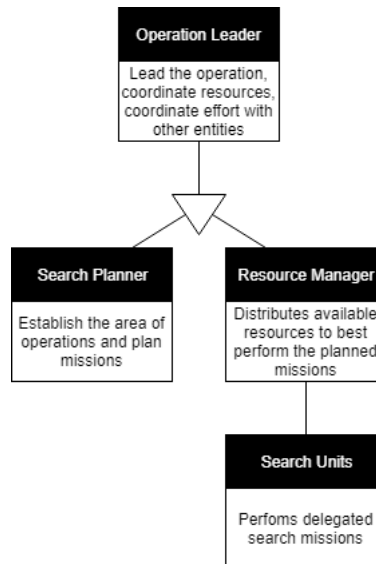 Operation Leader
Lead the operation,
coordinate resources,
coordinate effort with
other entities
Search Planner
Establish the area of
operations and plan
missions
Resource Manager
Distributes available
resources to best
perform the planned
missions
Search Units
Perfoms delegated
search missions